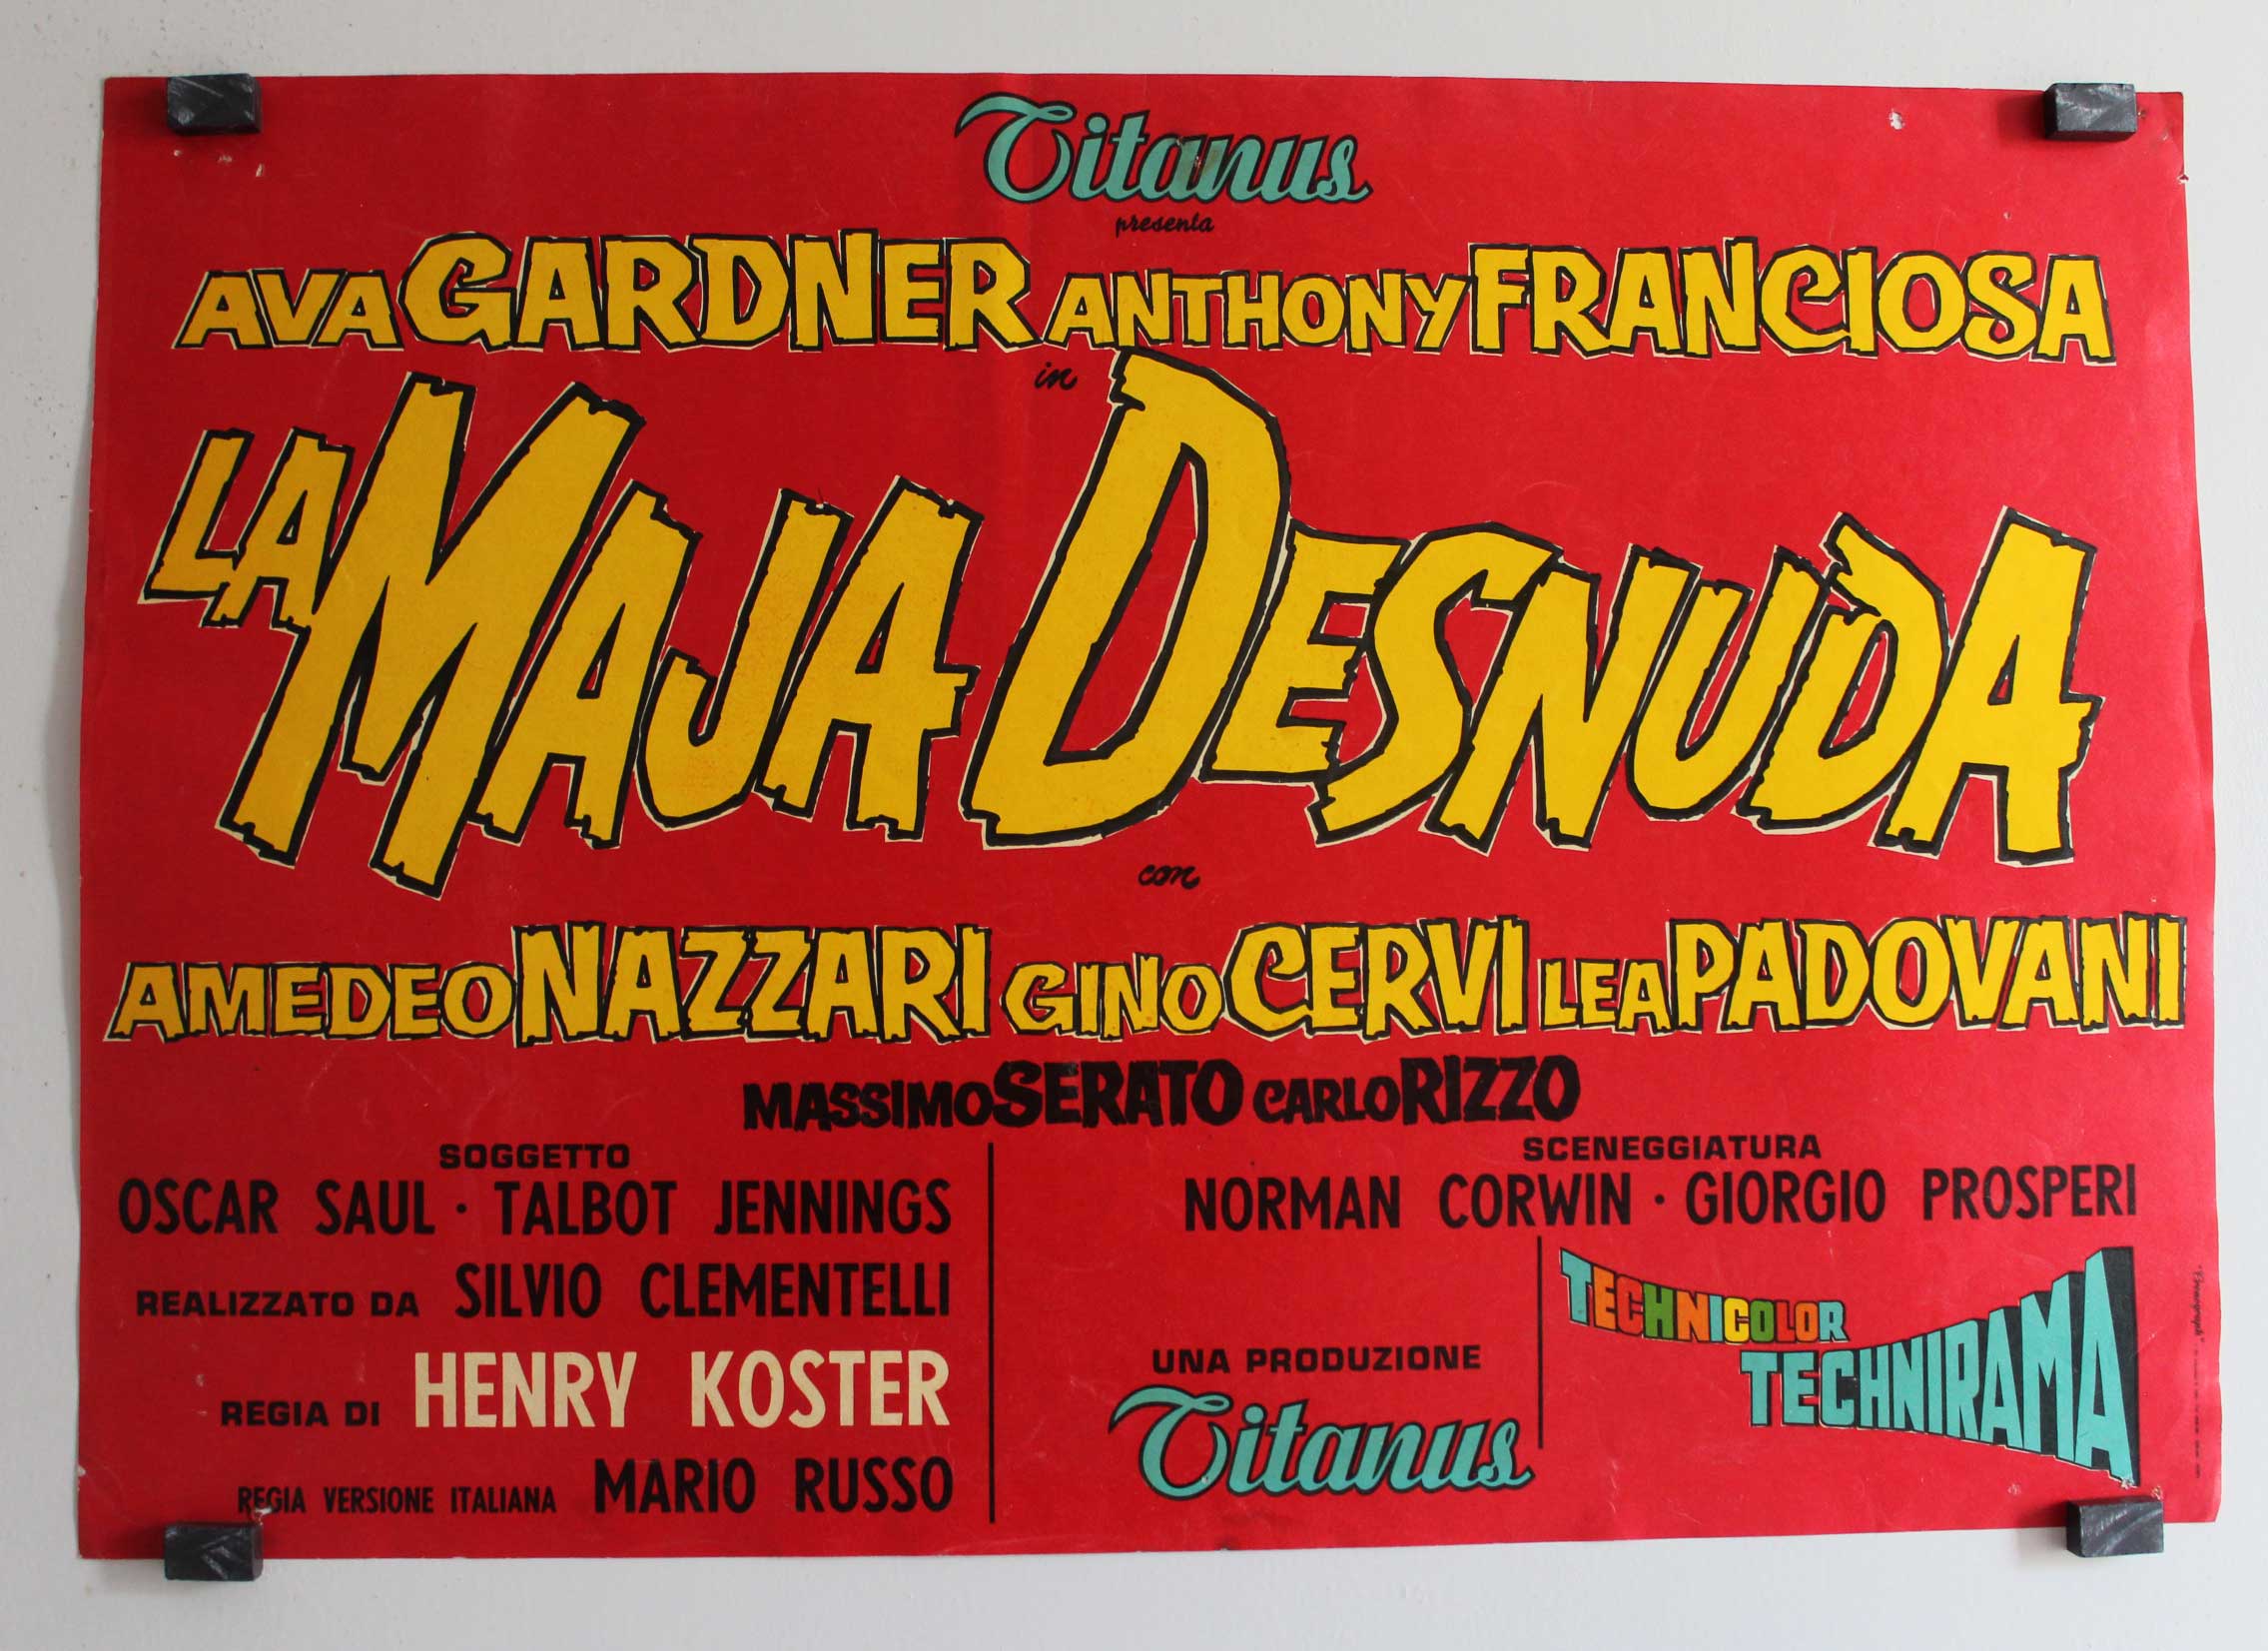 Titanus
presenta
AVA GARDNER ANTHONY FRANCIOSA
in
LA MAJA DESNUDA
con
AMEDEO NAZZARI GINO CERVI LEA PADOVANI
MASSIMO SERATO CARLO RIZZO
SOGGETTO
OSCAR SAUL · TALBOT JENNINGS
REALIZZATO DA SILVIO CLEMENTELLI
REGIA DI HENRY KOSTER
REGIA VERSIONE ITALIANA MARIO RUSSO
SCENEGGIATURA
NORMAN CORWIN · GIORGIO PROSPERI
UNA PRODUZIONE
Titanus
TECHNICOLOR
TECHNIRAMA